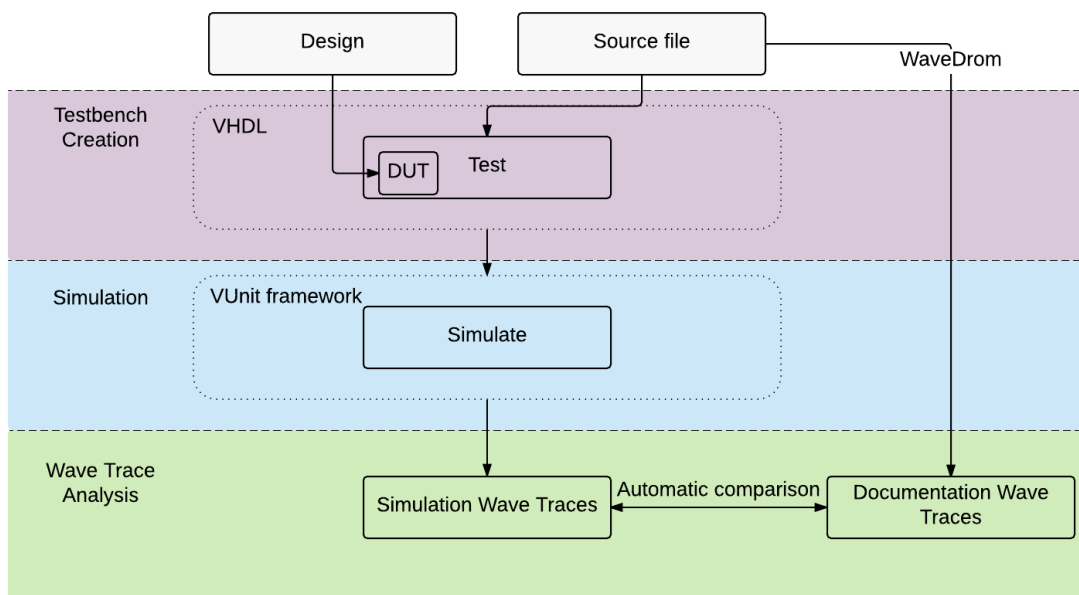 Design
Source file
WaveDrom
Testbench
Creation
VHDL
DUT
Test
Simulation
VUnit framework
Simulate
Wave Trace
Analysis
Simulation Wave Traces
Automatic comparison
Documentation Wave
Traces